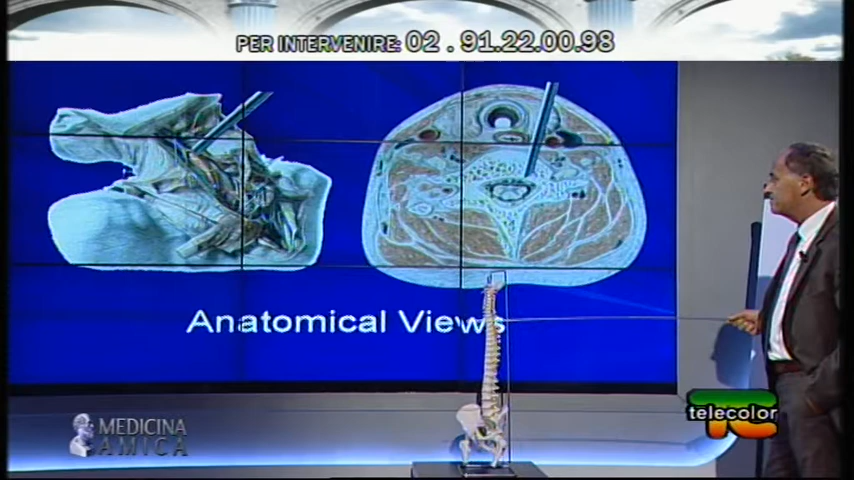 PER INTERVENIRE: 02 . 91.22.00.98
Anatomical Views
MEDICINA
AMICA
telecolor